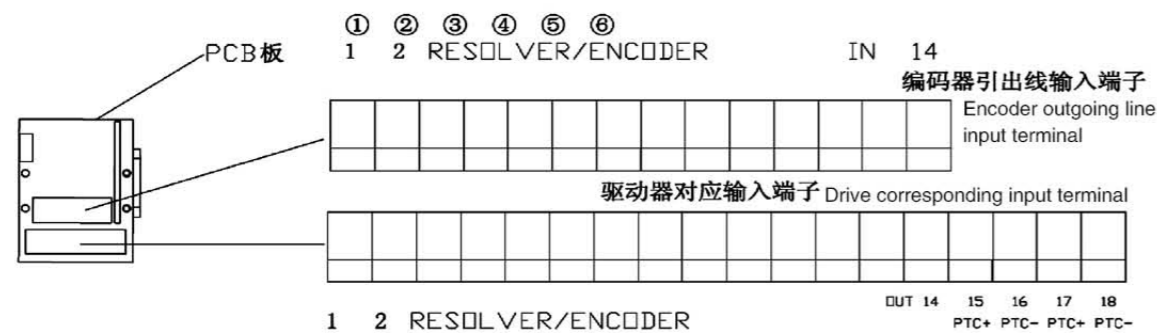 ① ② ③ ④ ⑤ ⑥
PCB板
1 2 RESOLVER/ENCODER IN 14
编码器引出线输入端子
Encoder outgoing line
input terminal
驱动器对应输入端子 Drive corresponding input terminal
OUT 14 15 16 17 18
PTC+ PTC- PTC+ PTC-
1 2 RESOLVER/ENCODER